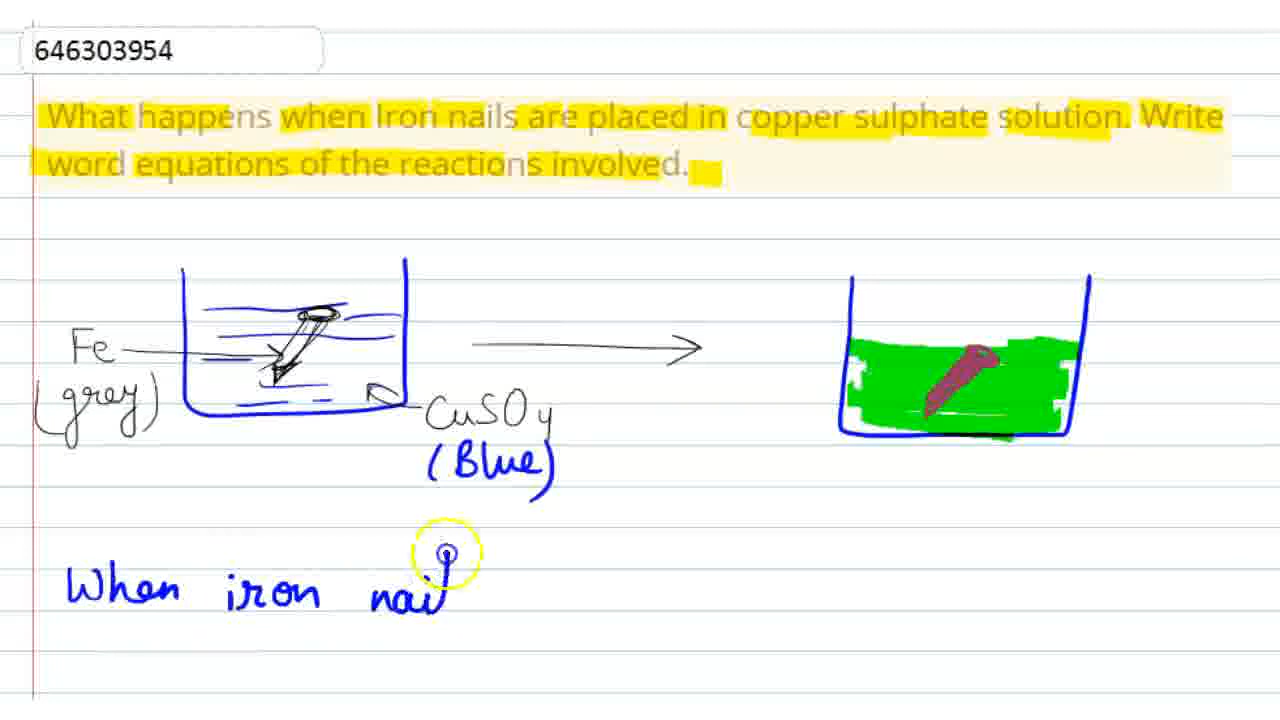 646303954
What happens when Iron nails are placed in copper sulphate solution. Write
word equations of the reactions involved.
Fe
(grey)
CuSO4
(Blue)
When iron nail